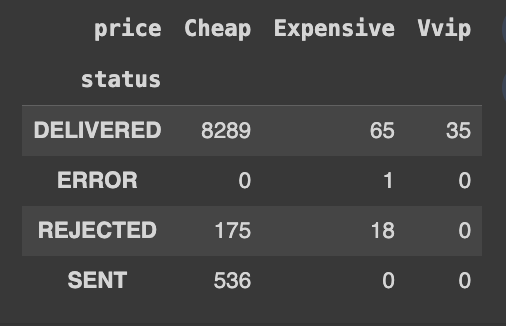 price Cheap Expensive Vvip
status
DELIVERED 8289 65 35
ERROR 0 1 0
REJECTED 175 18 0
SENT 536 0 0